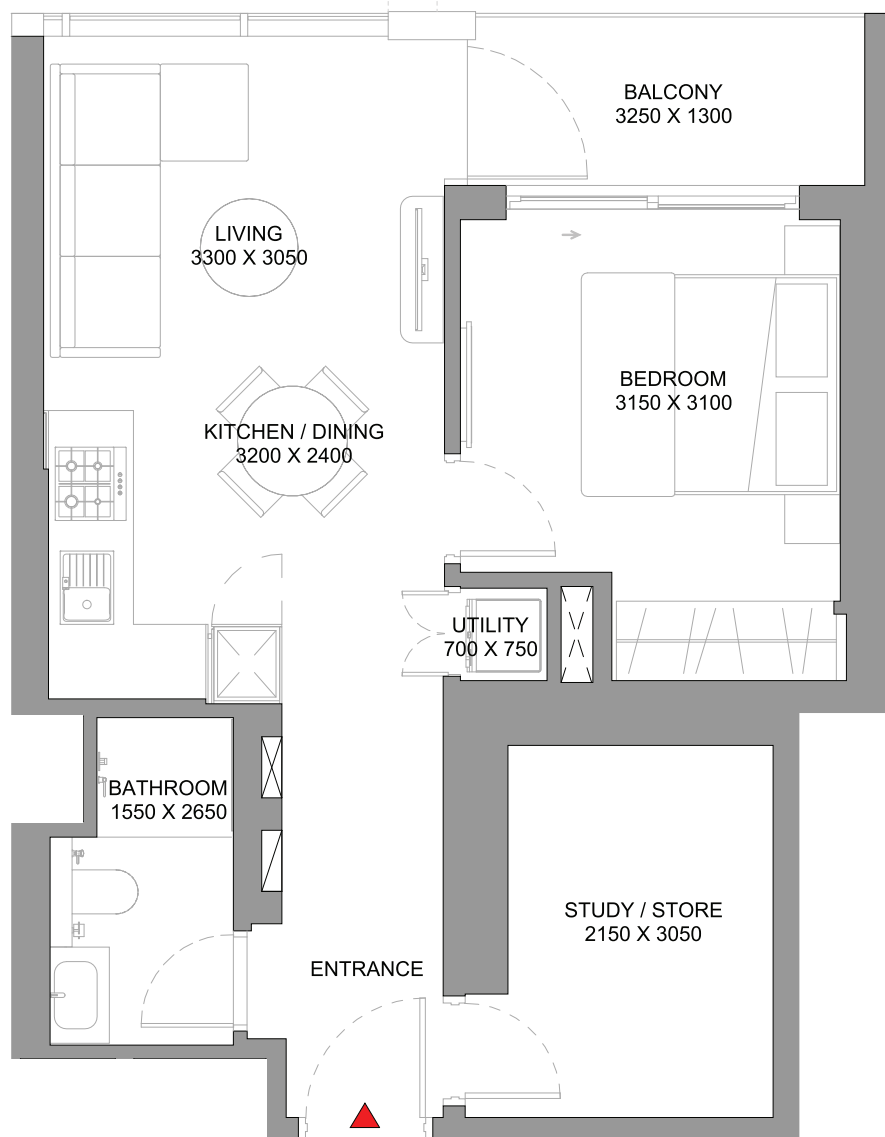 BALCONY
3250 X 1300
LIVING
3300 X 3050
BEDROOM
3150 X 3100
KITCHEN / DINING
3200 X 2400
UTILITY
700 X 750
BATHROOM
1550 X 2650
STUDY / STORE
2150 X 3050
ENTRANCE